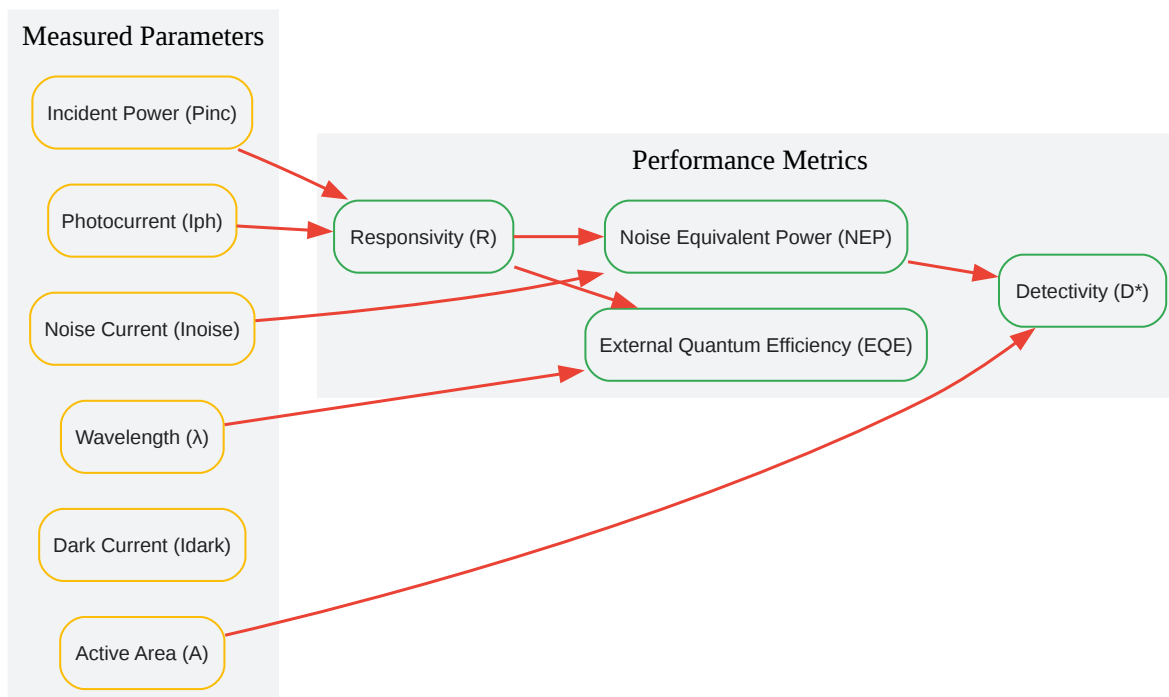 Measured Parameters
Incident Power (Pinc)
Photocurrent (Iph)
Noise Current (Inoise)
Wavelength (λ)
Dark Current (Idark)
Active Area (A)
Performance Metrics
Responsivity (R)
Noise Equivalent Power (NEP)
External Quantum Efficiency (EQE)
Detectivity (D*)